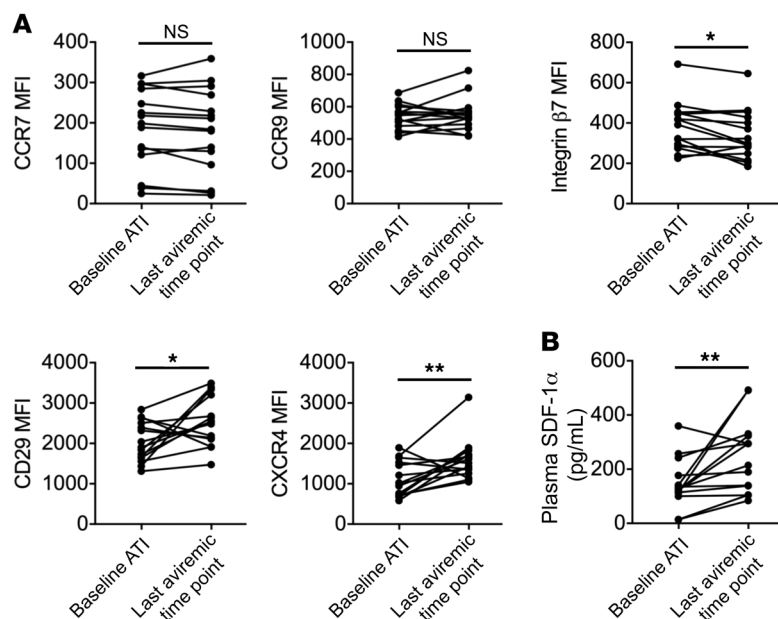 A
CCR7 MFI
400
300
200
100
0
NS
Baseline ATI
Last aviremic
time point
CCR9 MFI
1000
800
600
400
200
0
NS
Baseline ATI
Last aviremic
time point
Integrin β7 MFI
800
600
400
200
0
*
Baseline ATI
Last aviremic
time point
CD29 MFI
4000
3000
2000
1000
0
*
Baseline ATI
Last aviremic
time point
CXCR4 MFI
4000
3000
2000
1000
0
**
Baseline ATI
Last aviremic
time point
B
Plasma SDF-1α
(pg/mL)
600
400
200
0
**
Baseline ATI
Last aviremic
time point